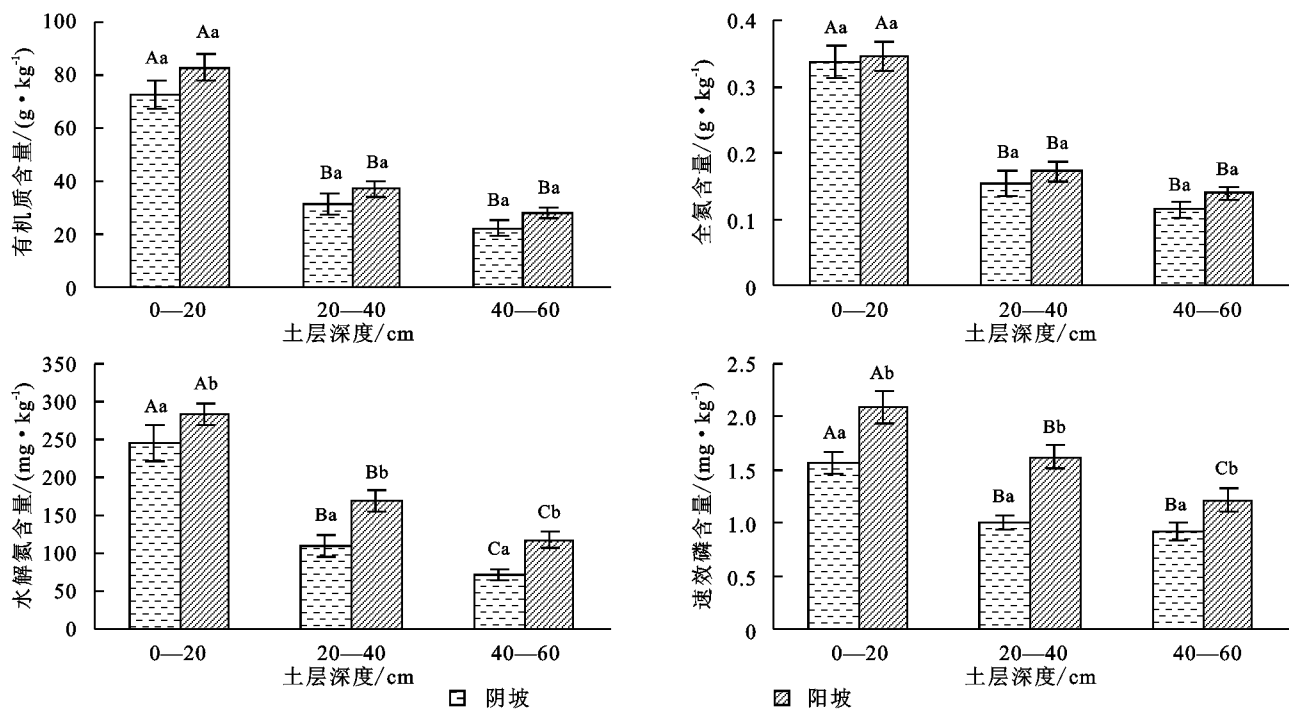 有机质含量/(g·kg⁻¹)
100
80
60
40
20
0
Aa Aa
Ba Ba
Ba Ba
0—20 20—40 40—60
土层深度/cm
全氮含量/(g·kg⁻¹)
0.4
0.3
0.2
0.1
0
Aa Aa
Ba Ba
Ba Ba
0—20 20—40 40—60
土层深度/cm
水解氮含量/(mg·kg⁻¹)
350
300
250
200
150
100
50
0
Aa Ab
Ba Bb
Ca Cb
0—20 20—40 40—60
土层深度/cm
速效磷含量/(mg·kg⁻¹)
2.5
2.0
1.5
1.0
0.5
0
Aa Ab
Ba Bb
Ba Cb
0—20 20—40 40—60
土层深度/cm
阴坡 阳坡